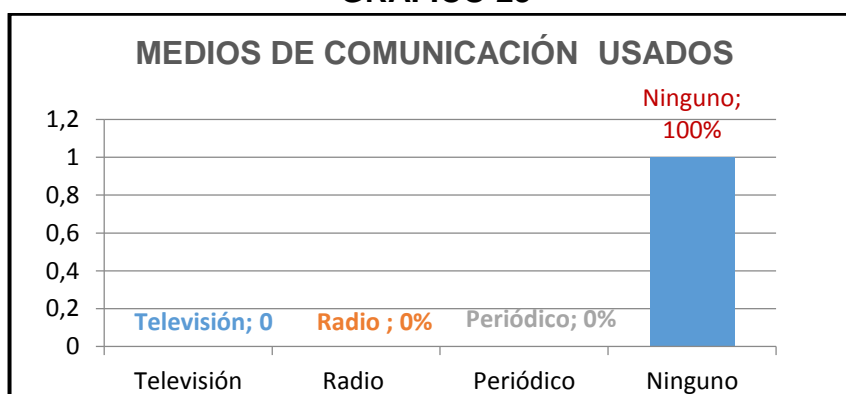 MEDIOS DE COMUNICACIÓN USADOS
Ninguno;
100%
1,2
1
0,8
0,6
0,4
0,2
0
Televisión; 0
Radio ; 0%
Periódico; 0%
Televisión
Radio
Periódico
Ninguno